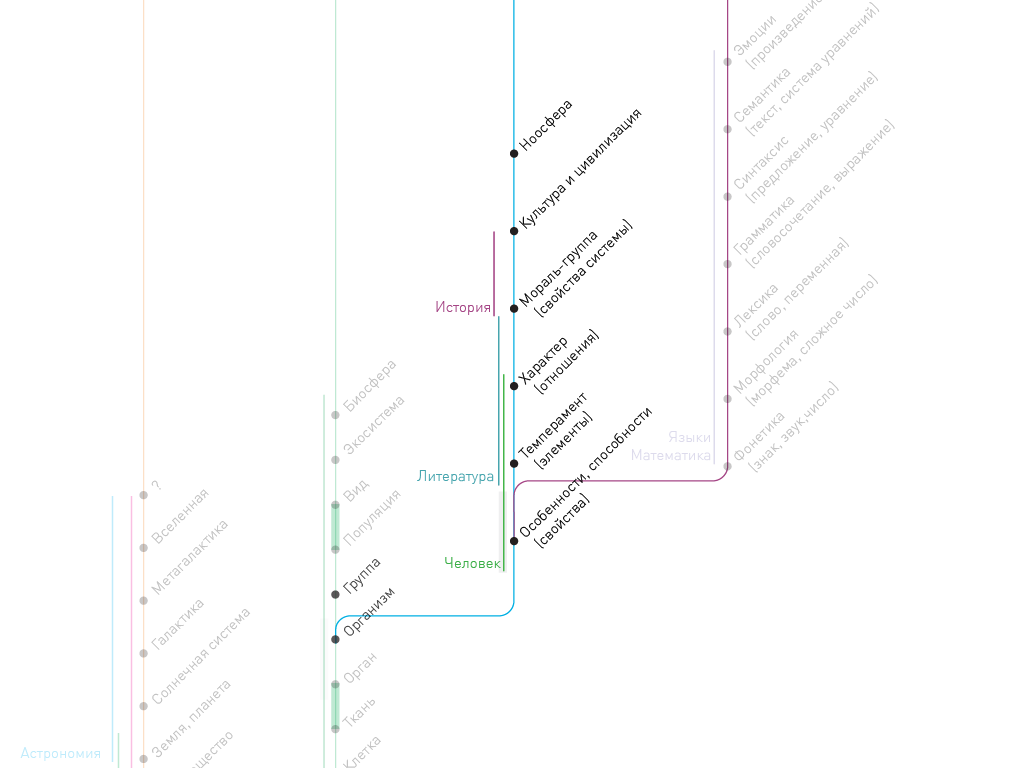 Эмоции
Семантика
(текст, система уравнений)
Синтаксис
(предложение, уравнение)
Грамматика
(словосочетание, выражение)
Лексика
(слово, переменная)
Морфология
(морфема, сложное число)
Фонетика
(знак, звук,число)
Языки
Математика
Ноосфера
Культура и цивилизация
Мораль-группа
(свойства системы)
Характер
(отношения)
Темперамент
(элементы)
Особенности, способности
(свойства)
История
Литература
Человек
Биосфера
Экосистема
Вид
Популяция
Группа
Организм
Орган
Ткань
Клетка
?
Вселенная
Метагалактика
Галактика
Солнечная система
Земля, планета
Астрономия